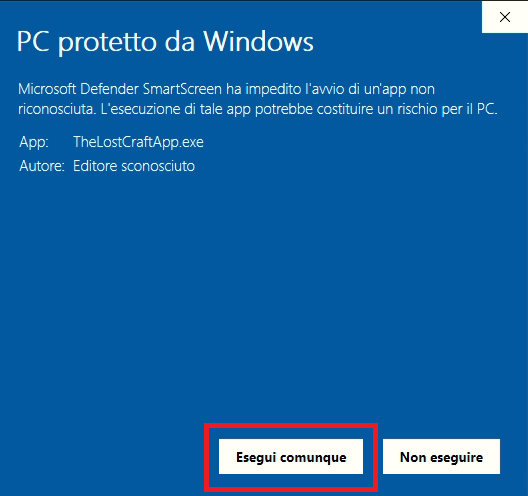 PC protetto da Windows
Microsoft Defender SmartScreen ha impedito l'avvio di un'app non
riconosciuta. L'esecuzione di tale app potrebbe costituire un rischio per il PC.
App: TheLostCraftApp.exe
Autore: Editore sconosciuto
Esegui comunque Non eseguire